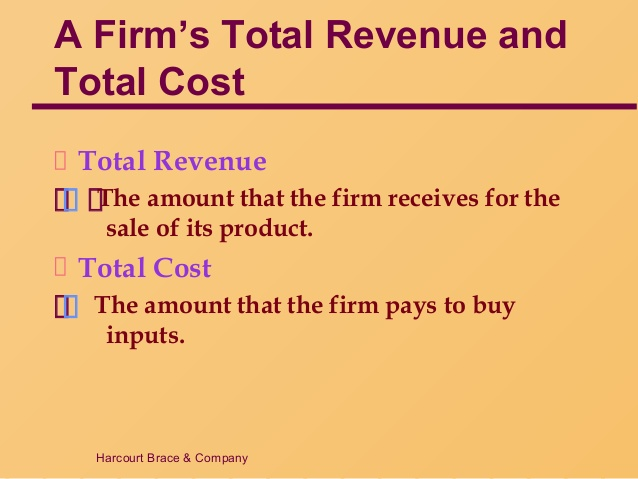 A Firm’s Total Revenue and
Total Cost
Total Revenue
The amount that the firm receives for the
sale of its product.
Total Cost
The amount that the firm pays to buy
inputs.
Harcourt Brace & Company